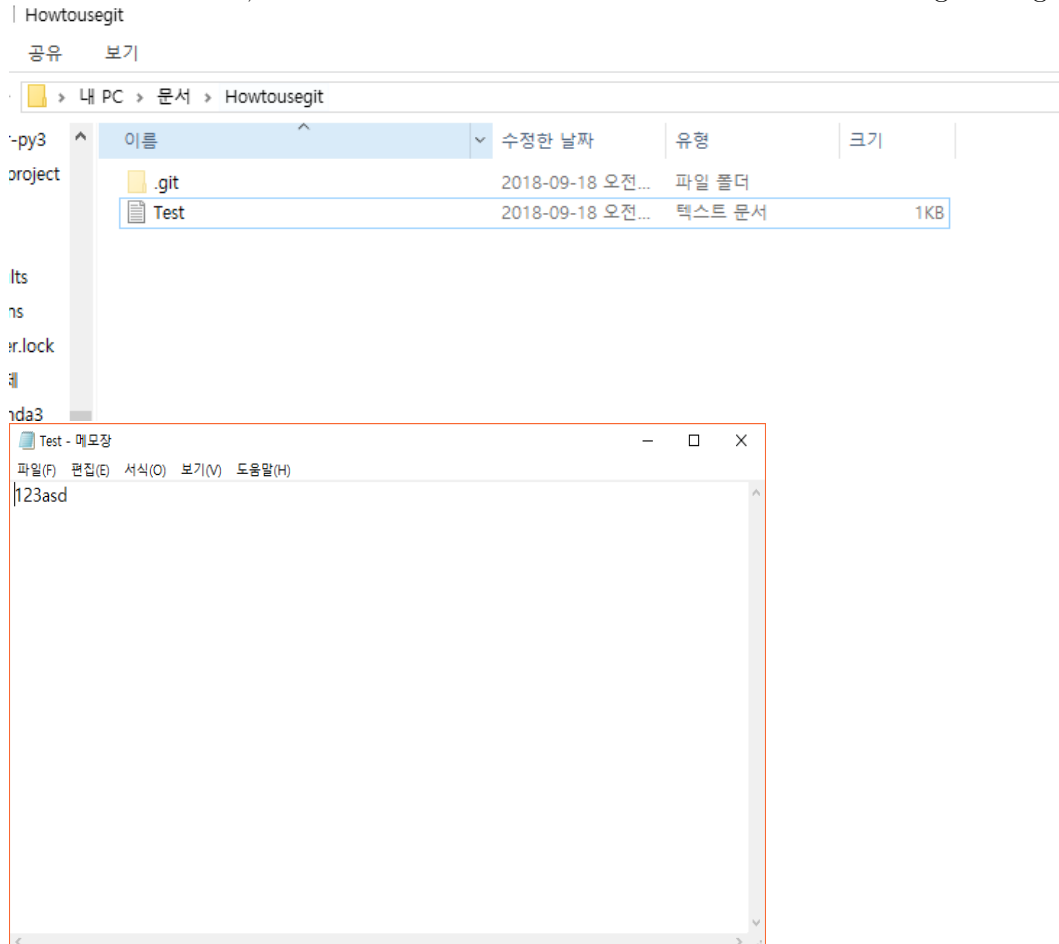 Howtousegit
공유 보기
> 내 PC > 문서 > Howtousegit
-py3
이름 수정한 날짜 유형 크기
project
.git 2018-09-18 오전... 파일 폴더
Test 2018-09-18 오전... 텍스트 문서 1KB
lts
ns
er.lock
nda3
Test - 메모장
파일(F) 편집(E) 서식(O) 보기(V) 도움말(H)
123asd